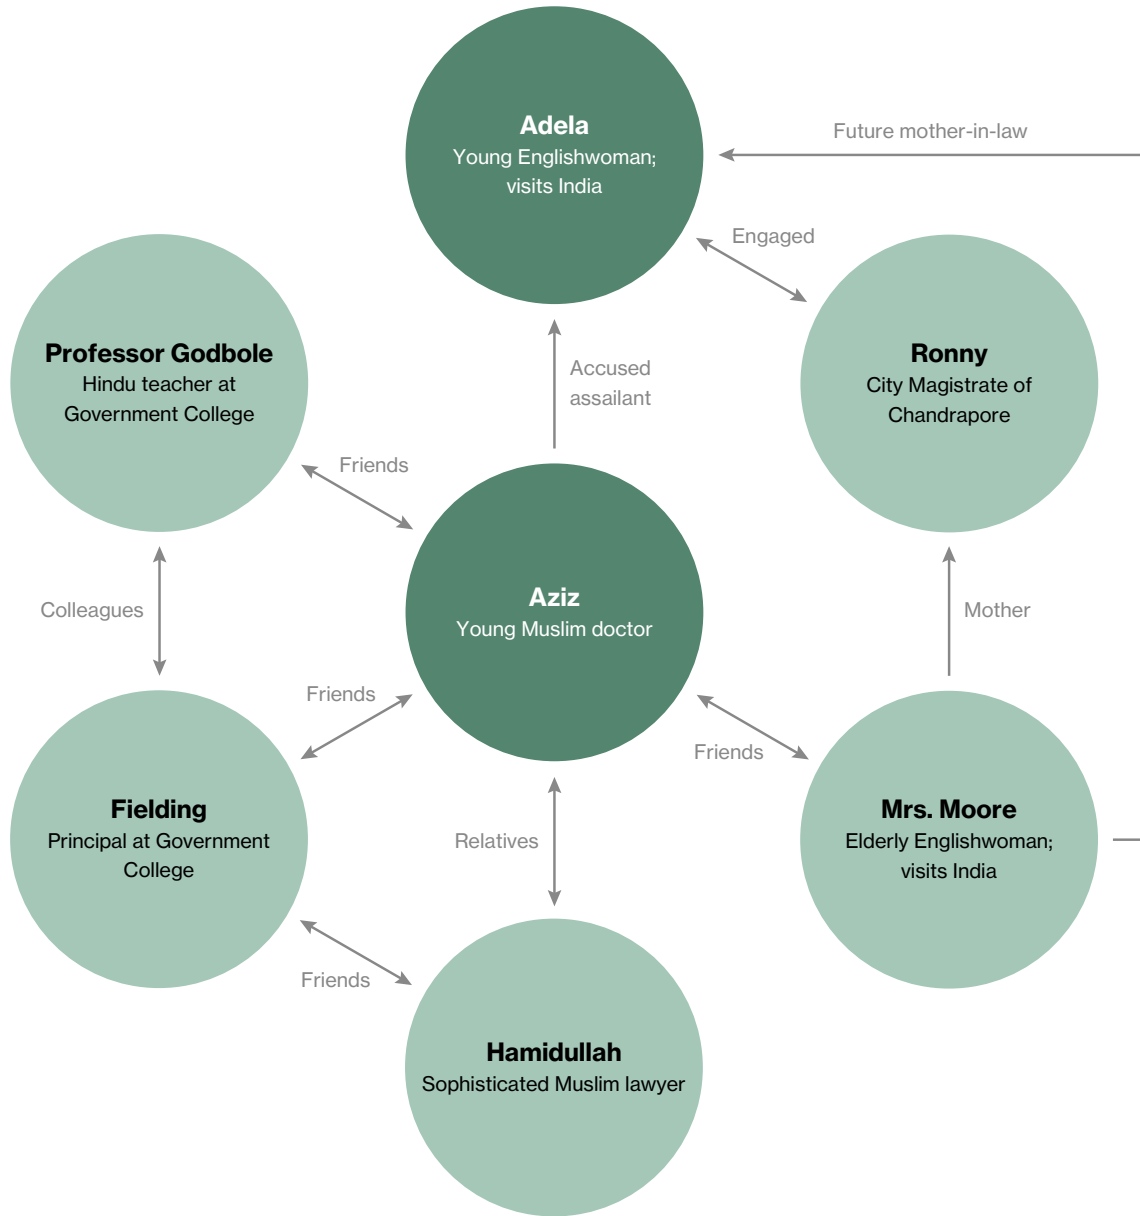 Adela
Young Englishwoman;
visits India
Future mother-in-law
Engaged
Professor Godbole
Hindu teacher at
Government College
Ronny
City Magistrate of
Chandrapore
Accused
assailant
Friends
Colleagues
Aziz
Young Muslim doctor
Mother
Friends
Friends
Fielding
Principal at Government
College
Relatives
Mrs. Moore
Elderly Englishwoman;
visits India
Friends
Hamidullah
Sophisticated Muslim lawyer